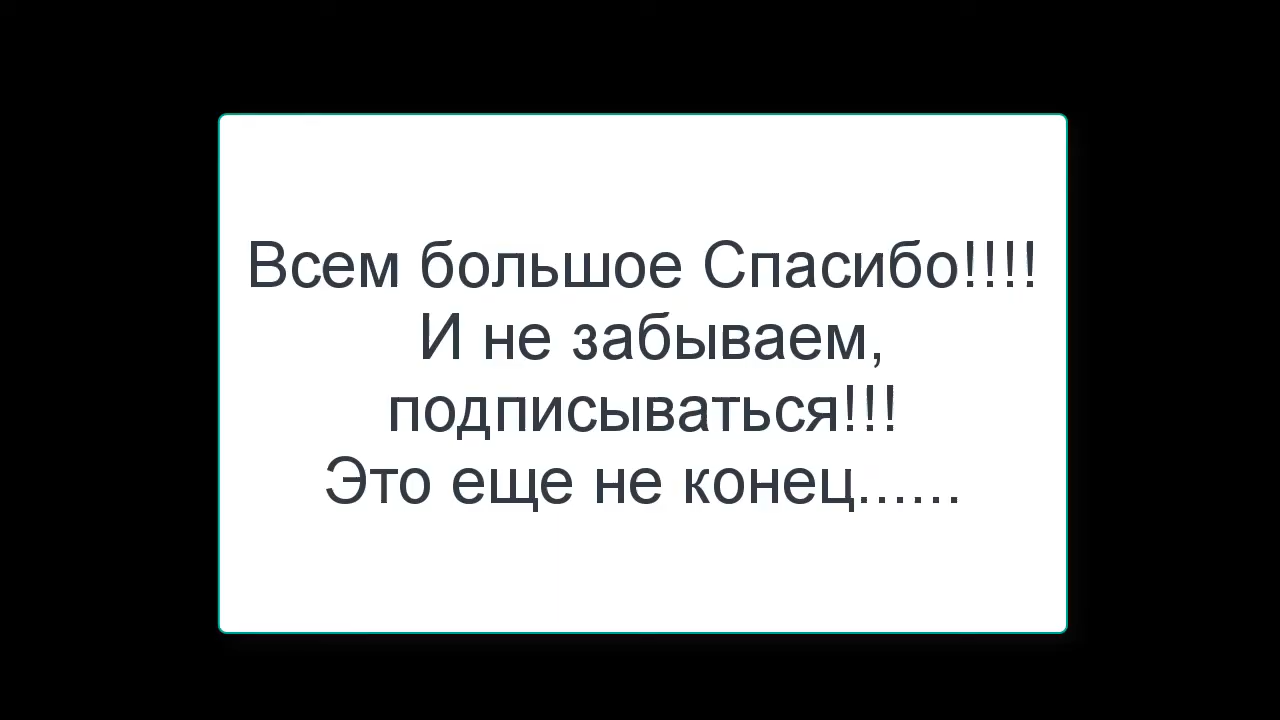 Всем большое Спасибо!!!!
И не забываем,
подписываться!!!
Это еще не конец......